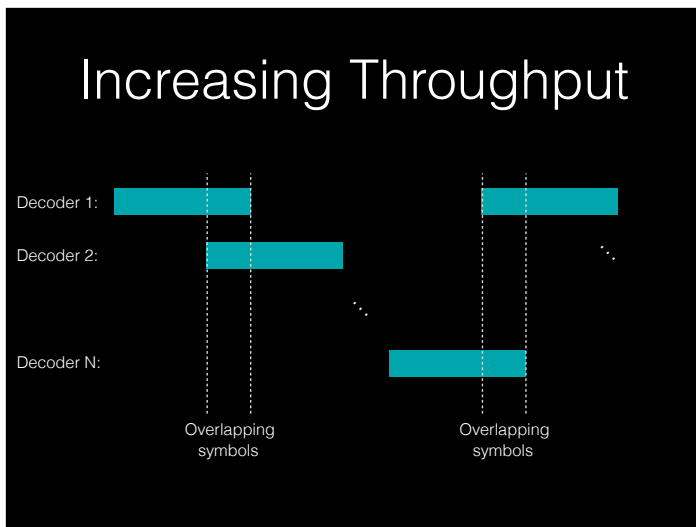 Increasing Throughput
Decoder 1:
Decoder 2:
Decoder N:
Overlapping
symbols
Overlapping
symbols